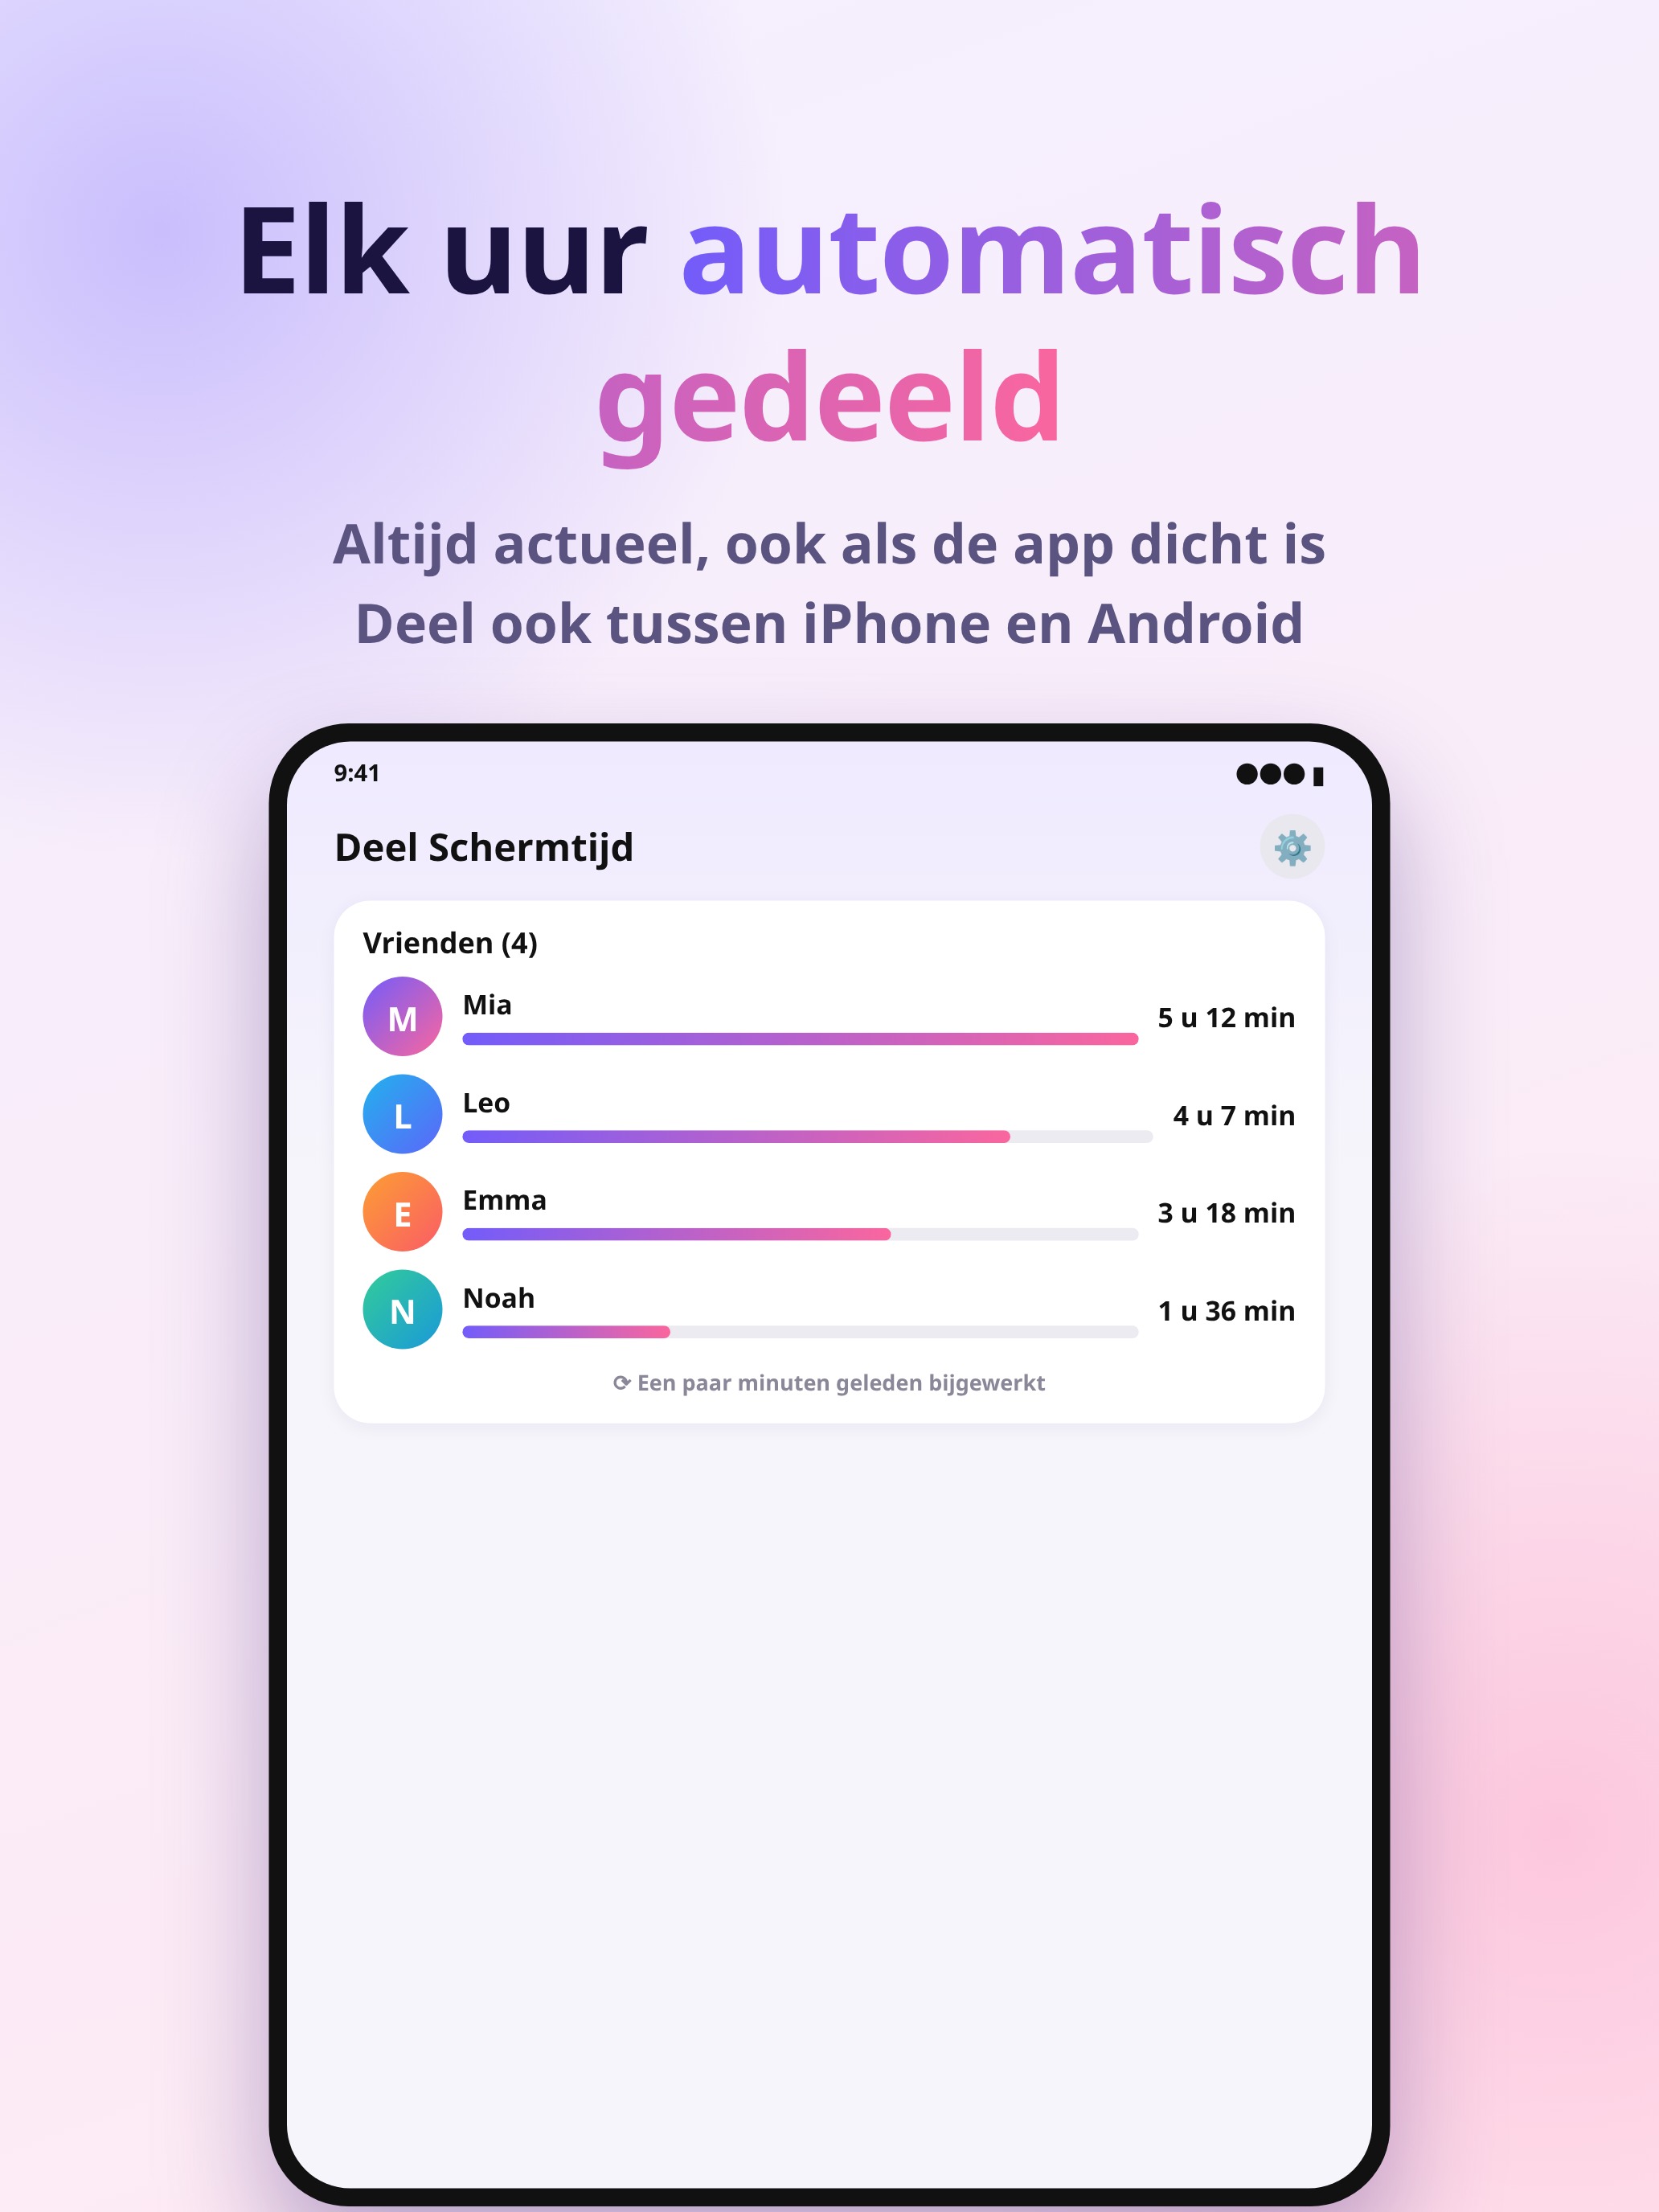 Elk uur automatisch
gedeeld
Altijd actueel, ook als de app dicht is
Deel ook tussen iPhone en Android
9:41
Deel Schermtijd
Vrienden (4)
M
Mia
5 u 12 min
L
Leo
4 u 7 min
E
Emma
3 u 18 min
N
Noah
1 u 36 min
⟳ Een paar minuten geleden bijgewerkt